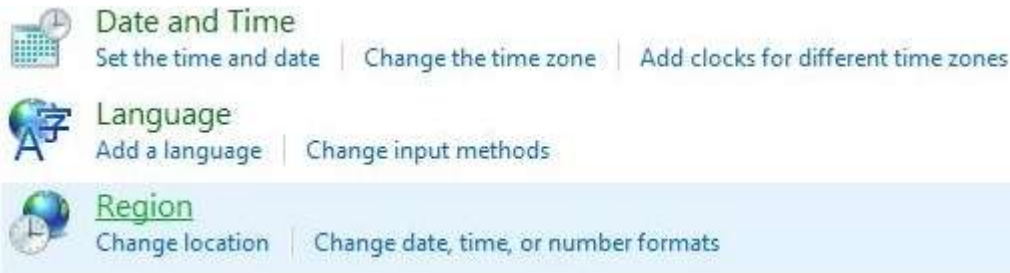 Date and Time
Set the time and date | Change the time zone | Add clocks for different time zones
Language
Add a language | Change input methods
Region
Change location | Change date, time, or number formats